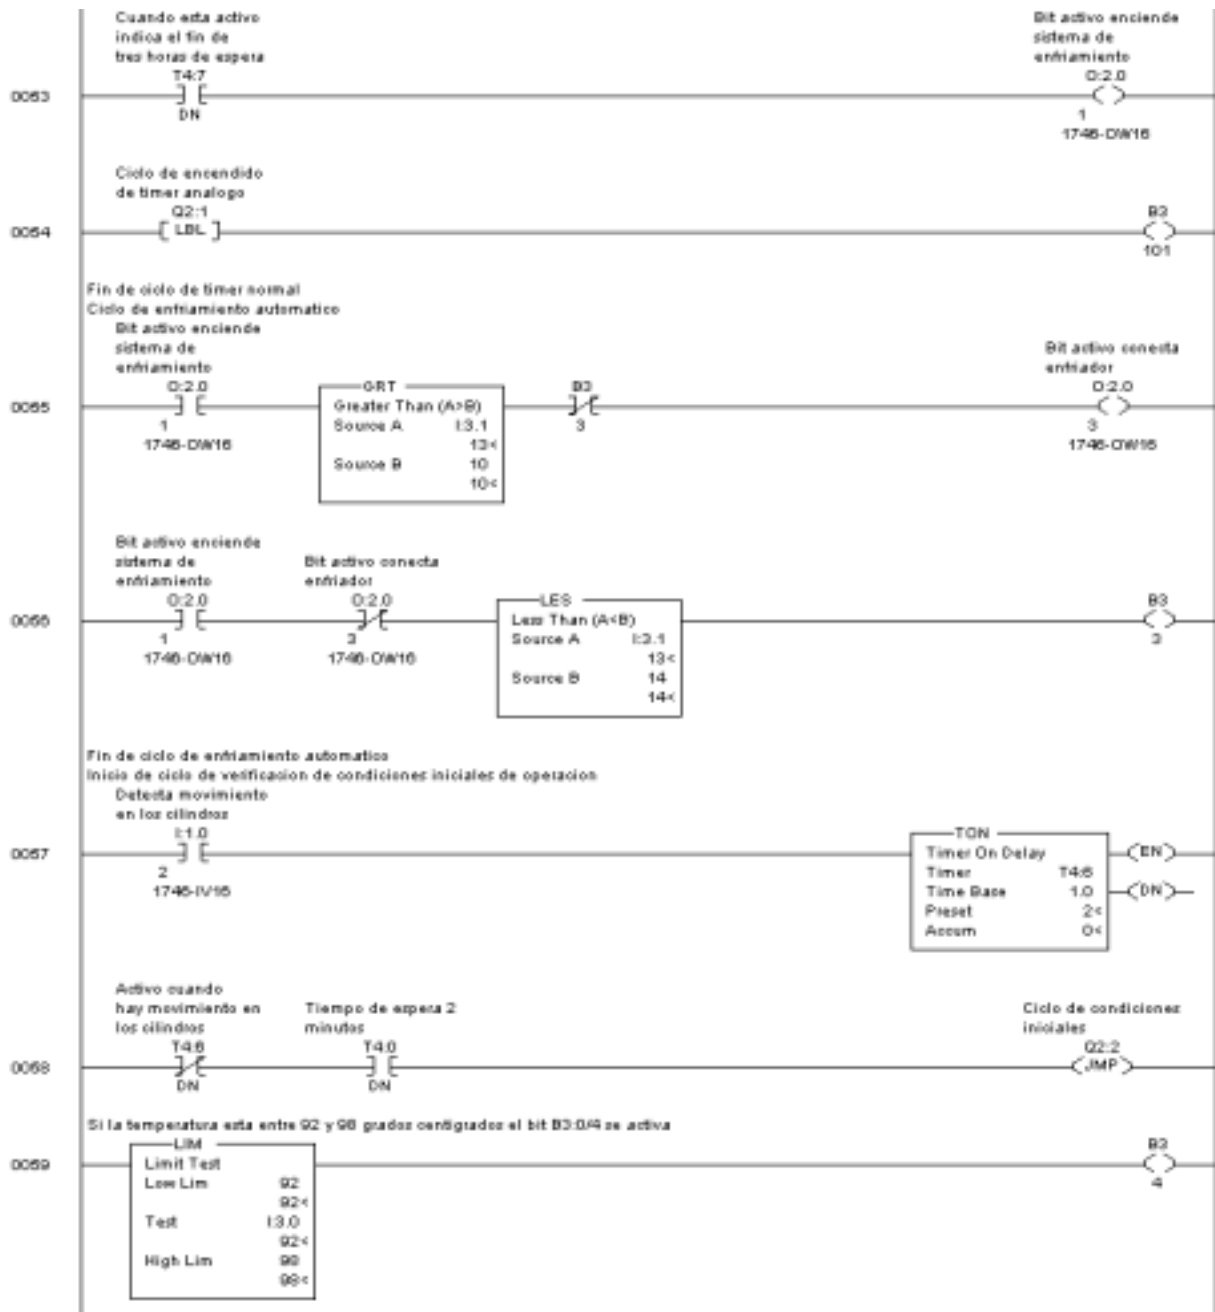 Cuando esta activo
indica el fin de
tres horas de espera
T4:7
DN
Bit activo enciende
sistema de
enfriamiento
O:2.0
1
1746-OW16
0053
Ciclo de encendido
de timer analogo
Q2:1
LBL
B3
101
0054
Fin de ciclo de timer normal
Ciclo de enfriamiento automatico
Bit activo enciende
sistema de
enfriamiento
O:2.0
1
1746-OW16
GRT
Greater Than (A>B)
Source A I:3.1
13<
Source B 10
10<
B3
3
Bit activo conecta
enfriador
O:2.0
3
1746-OW16
0055
Bit activo enciende
sistema de
enfriamiento
O:2.0
1
1746-OW16
Bit activo conecta
enfriador
O:2.0
3
1746-OW16
LES
Less Than (A<B)
Source A I:3.1
13<
Source B 14
14<
B3
3
0056
Fin de ciclo de enfriamiento automatico
Inicio de ciclo de verificacion de condiciones iniciales de operacion
Detecta movimiento
en los cilindros
I:1.0
2
1746-IV16
TON
Timer On Delay
Timer T4:6
Time Base 1.0
Preset 2<
Accum 0<
EN
DN
0057
Activo cuando
hay movimiento en
los cilindros
T4:6
DN
Tiempo de espera 2
minutos
T4:0
DN
Ciclo de condiciones
iniciales
Q2:2
JMP
0058
Si la temperatura esta entre 92 y 98 grados centigrados el bit B3:0/4 se activa
LIM
Limit Test
Low Lim 92
92<
Test I:3.0
92<
High Lim 98
98<
B3
4
0059